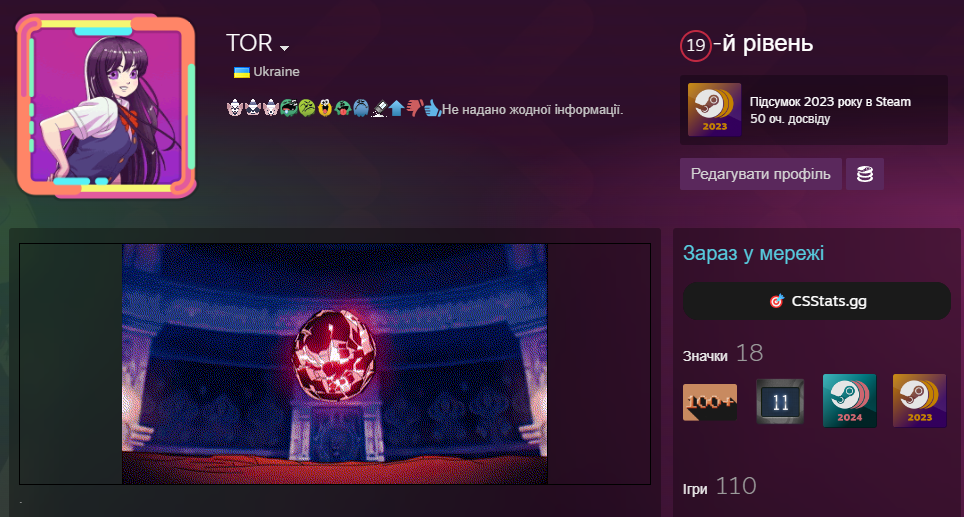 TOR
Ukraine
Не надано жодної інформації.
19-й рівень
2023
Підсумок 2023 року в Steam
50 оч. досвіду
Редагувати профіль
Зараз у мережі
CSStats.gg
Значки 18
100+
11
2024
2023
Ігри 110
.